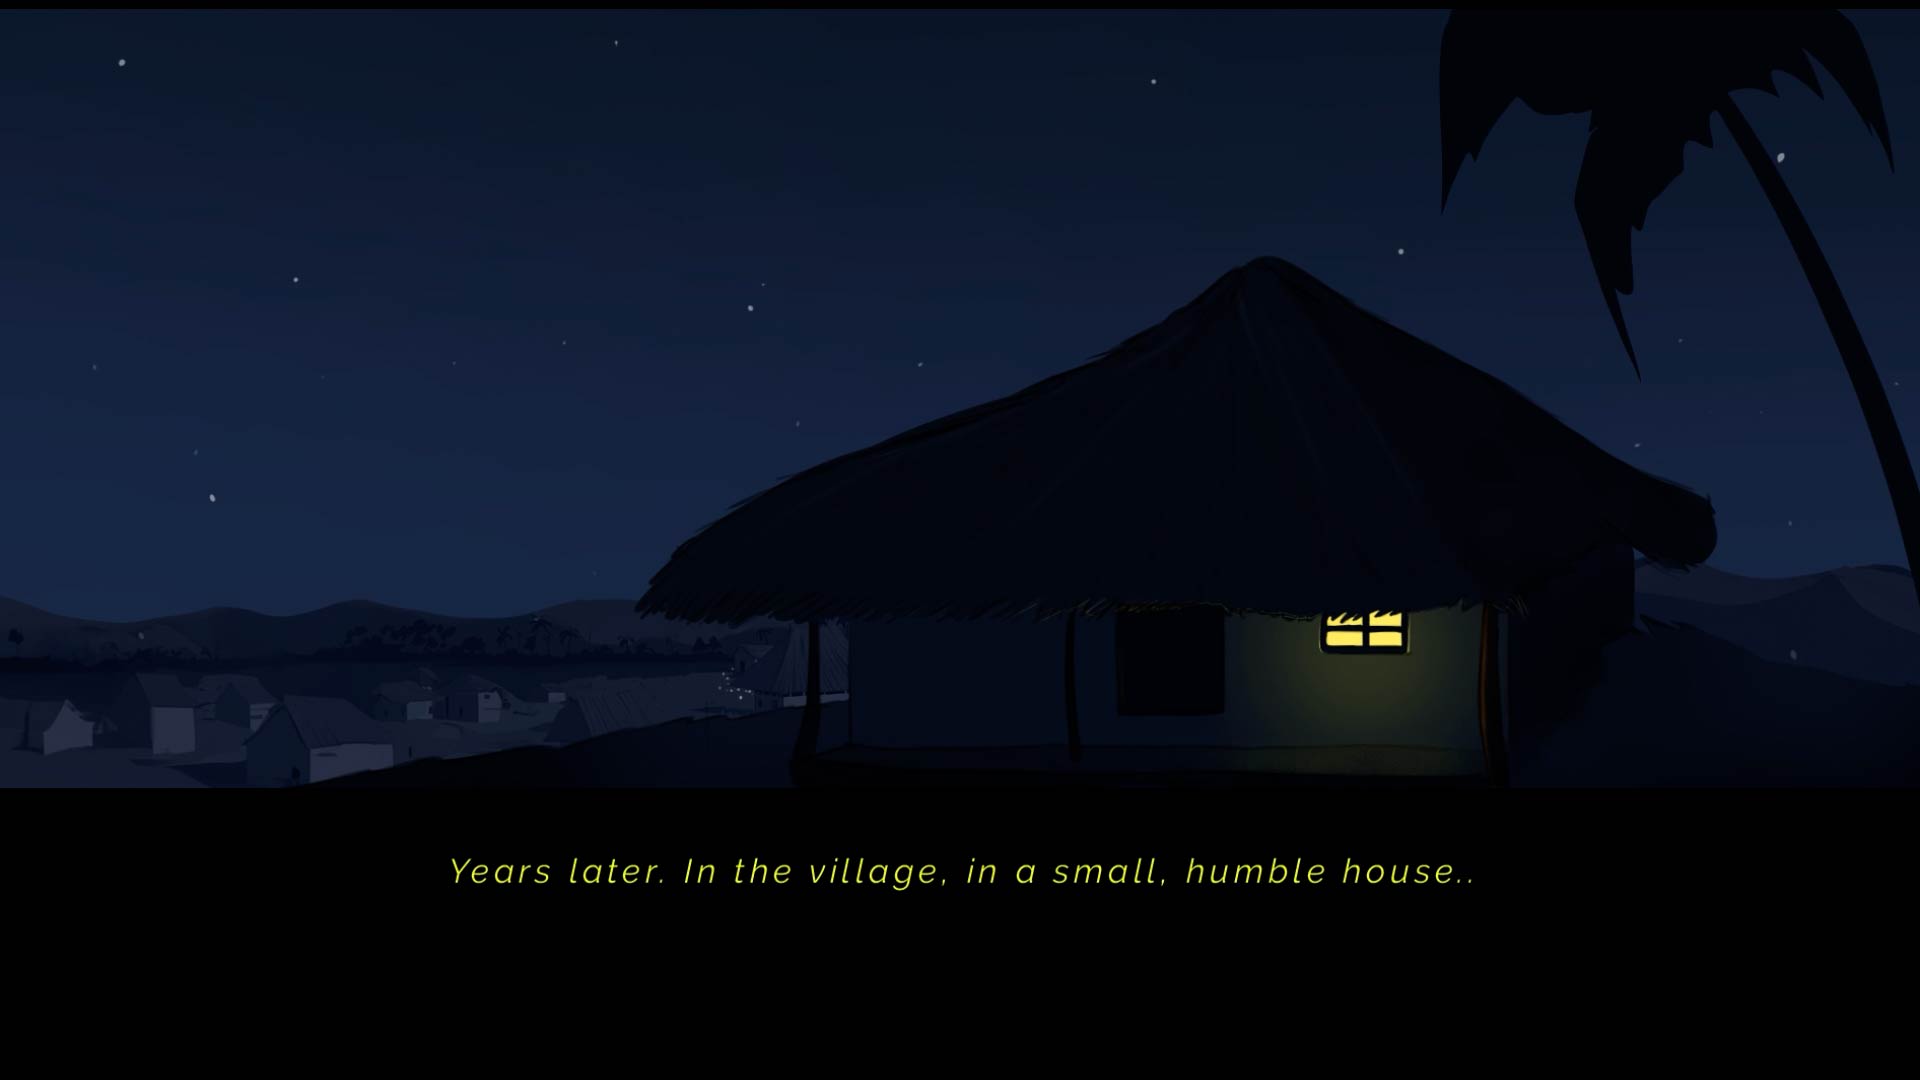 Years later. In the village, in a small, humble house..